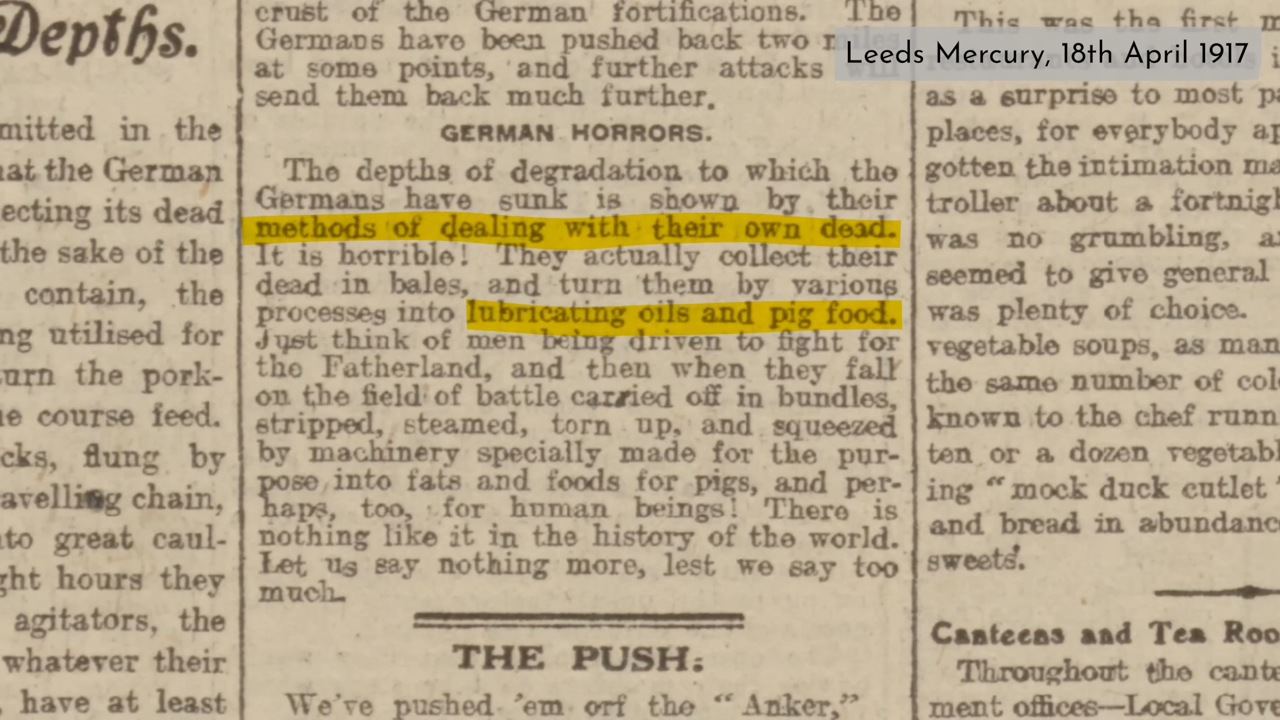 Depths.
mitted in the
hat the German
lecting its dead
the sake of the
contain, the
ng utilised for
turn the pork-
e course feed.
cks, flung by
avelling chain,
to great caul-
ght hours they
agitators, the
whatever their
have at least
crust of the German fortifications. The
Germans have been pushed back two miles
at some points, and further attacks will
send them back much further.
GERMAN HORRORS.
The depths of degradation to which the
Germans have sunk is shown by their
methods of dealing with their own dead.
It is horrible! They actually collect their
dead in bales, and turn them by various
processes into lubricating oils and pig food.
Just think of men being driven to fight for
the Fatherland, and then when they fall
on the field of battle carried off in bundles,
stripped, steamed, torn up, and squeezed
by machinery specially made for the pur-
pose into fats and foods for pigs, and per-
haps, too, for human beings! There is
nothing like it in the history of the world.
Let us say nothing more, lest we say too
much.
THE PUSH.
We've pushed 'em orf the "Anker,"
Leeds Mercury, 18th April 1917
This was the first m
as a surprise to most pa
places, for everybody ap
gotten the intimation ma
troller about a fortnigh
was no grumbling, a
seemed to give general
was plenty of choice.
vegetable soups, as man
the same number of col
known to the chef runn
ten or a dozen vegetabl
ing "mock duck cutlet"
and bread in abundanc
sweets.
Canteens and Tea Roo
Throughout the cante
ment offices—Local Gov